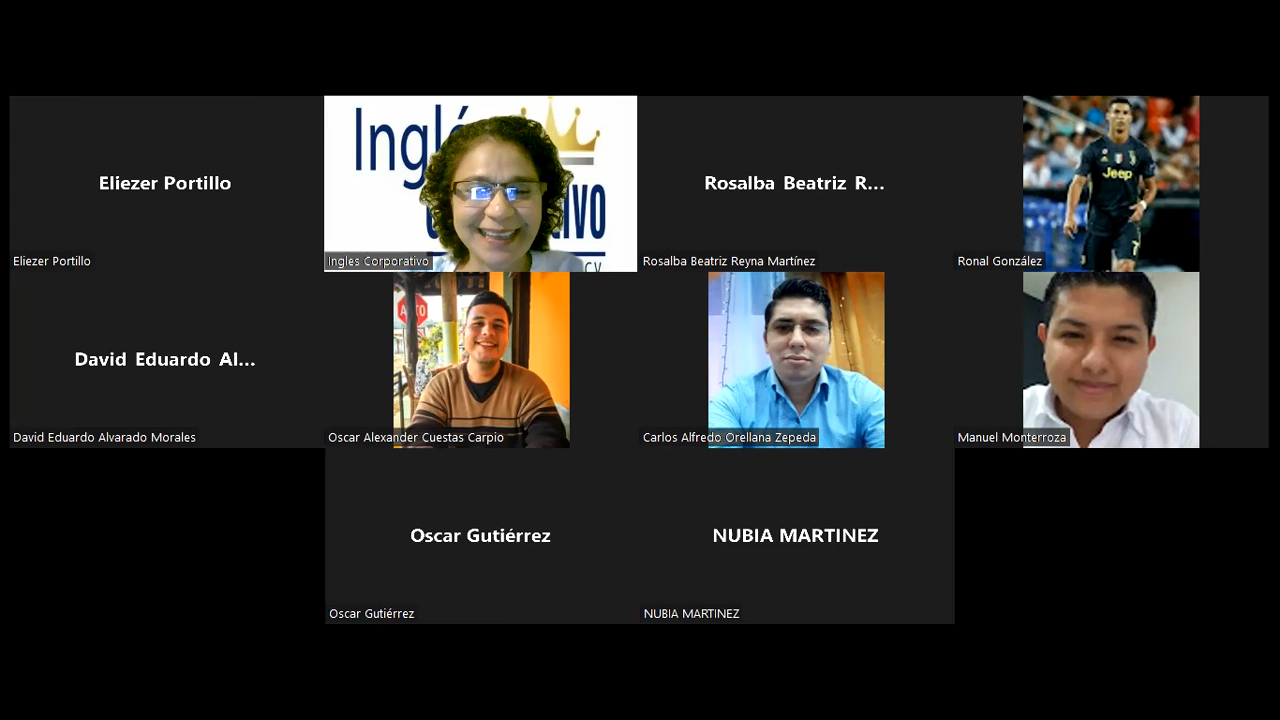 Eliezer Portillo
Eliezer Portillo
Inglé
Ingles Corporativo
Rosalba Beatriz R...
Rosalba Beatriz Reyna Martínez
Jeep
7
Ronal González
David Eduardo Al...
David Eduardo Alvarado Morales
Oscar Alexander Cuestas Carpio
Carlos Alfredo Orellana Zepeda
Manuel Monterroza
Oscar Gutiérrez
Oscar Gutiérrez
NUBIA MARTINEZ
NUBIA MARTINEZ